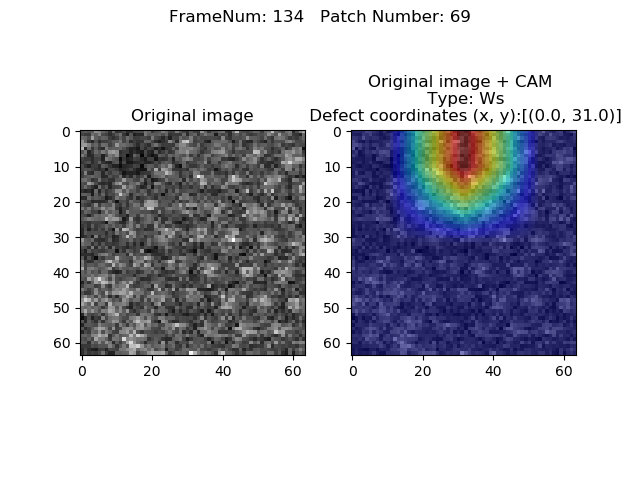 FrameNum: 134   Patch Number: 69
Original image
Original image + CAM
Type: Ws
Defect coordinates (x, y):[(0.0, 31.0)]
0
10
20
30
40
50
60
0 20 40 60
0
10
20
30
40
50
60
0 20 40 60